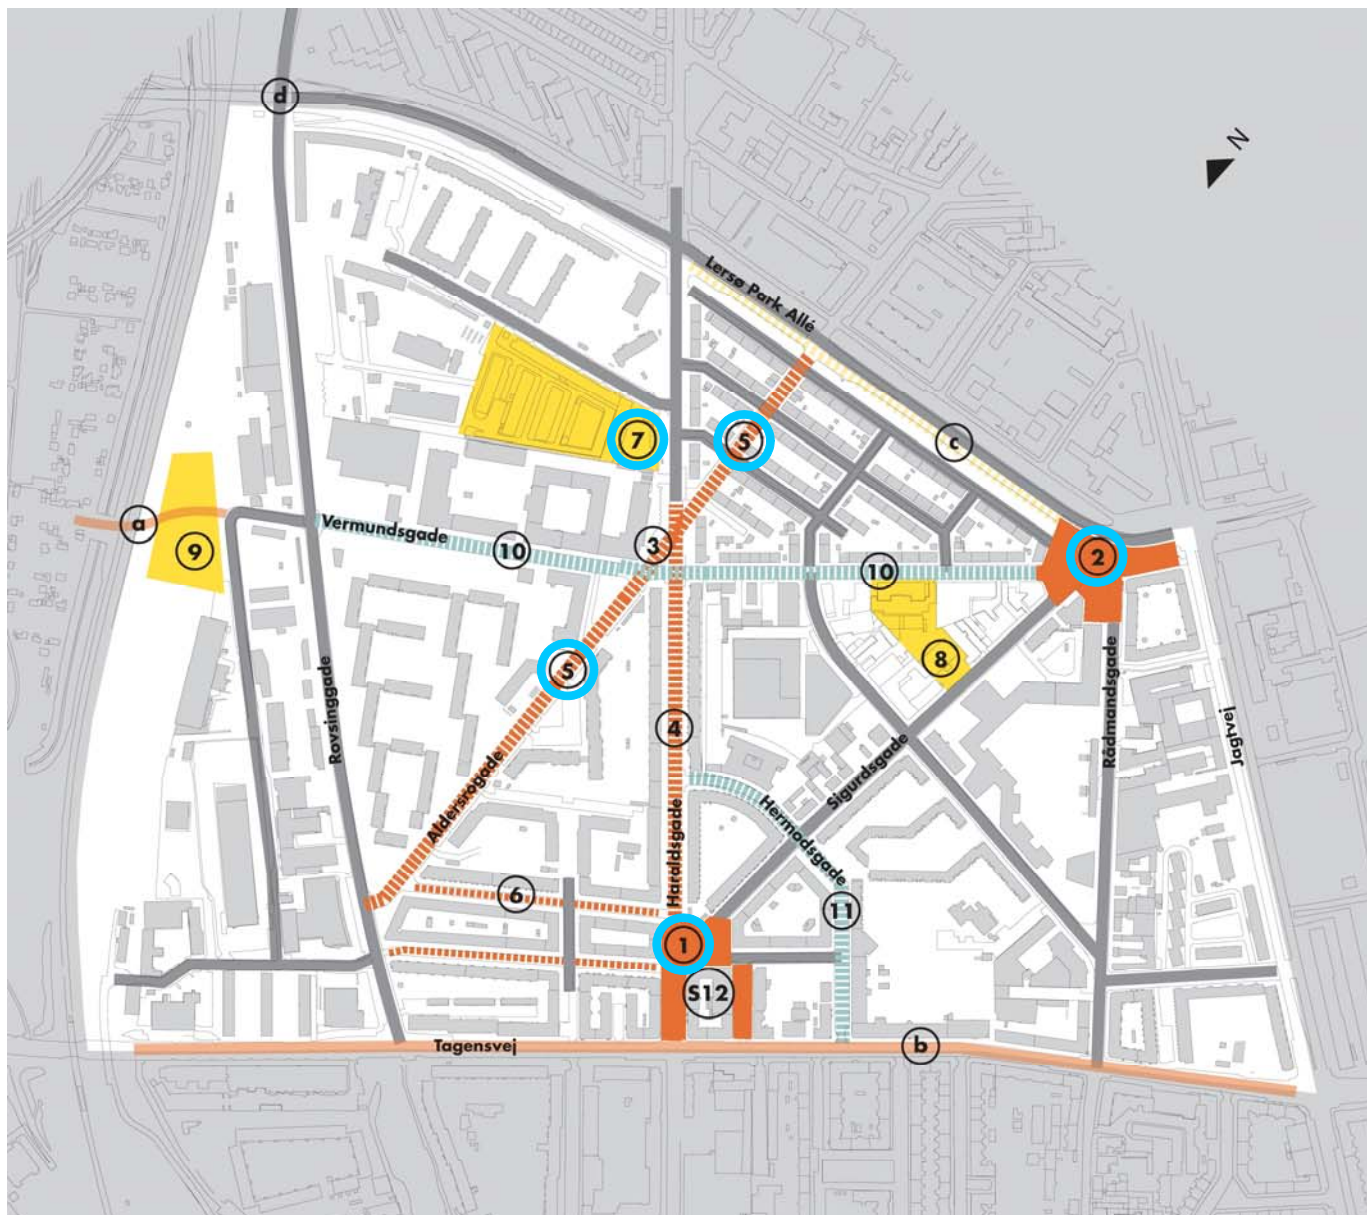 d
N
Lersø Park Allé
7
5
c
a
Vermundsgade
3
2
9
10
10
5
8
Rovsinggade
4
Rådmandsgade
Jagtvej
Sigurdsgade
Aldersrogade
Hermodsgade
Haraldsgade
6
11
1
S12
Tagensvej
b